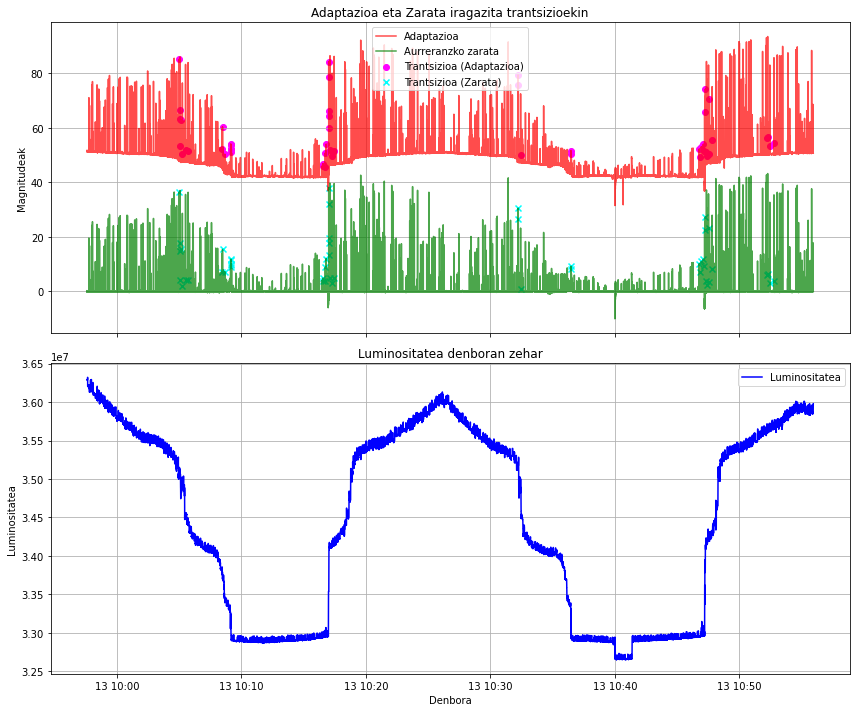 Adaptazioa eta Zarata iragazita trantsizioekin
Adaptazioa
Aurreranzko zarata
Trantsizioa (Adaptazioa)
Trantsizioa (Zarata)
Magnitudeak
80
60
40
20
0
Luminositatea denboran zehar
1e7
Luminositatea
Luminositatea
3.65
3.60
3.55
3.50
3.45
3.40
3.35
3.30
3.25
13 10:00
13 10:10
13 10:20
13 10:30
13 10:40
13 10:50
Denbora